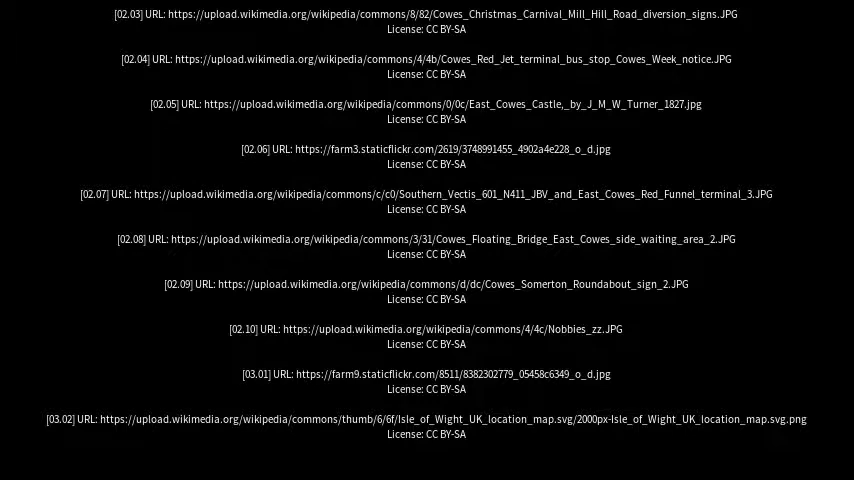 [02.03] URL: https://upload.wikimedia.org/wikipedia/commons/8/82/Cowes_Christmas_Carnival_Mill_Hill_Road_diversion_signs.JPG
License: CC BY-SA
[02.04] URL: https://upload.wikimedia.org/wikipedia/commons/4/4b/Cowes_Red_Jet_terminal_bus_stop_Cowes_Week_notice.JPG
License: CC BY-SA
[02.05] URL: https://upload.wikimedia.org/wikipedia/commons/0/0c/East_Cowes_Castle,_by_J_M_W_Turner_1827.jpg
License: CC BY-SA
[02.06] URL: https://farm3.staticflickr.com/2619/3748991455_4902a4e228_o_d.jpg
License: CC BY-SA
[02.07] URL: https://upload.wikimedia.org/wikipedia/commons/c/c0/Southern_Vectis_601_N411_JBV_and_East_Cowes_Red_Funnel_terminal_3.JPG
License: CC BY-SA
[02.08] URL: https://upload.wikimedia.org/wikipedia/commons/3/31/Cowes_Floating_Bridge_East_Cowes_side_waiting_area_2.JPG
License: CC BY-SA
[02.09] URL: https://upload.wikimedia.org/wikipedia/commons/d/dc/Cowes_Somerton_Roundabout_sign_2.JPG
License: CC BY-SA
[02.10] URL: https://upload.wikimedia.org/wikipedia/commons/4/4c/Nobbies_zz.JPG
License: CC BY-SA
[03.01] URL: https://farm9.staticflickr.com/8511/8382302779_05458c6349_o_d.jpg
License: CC BY-SA
[03.02] URL: https://upload.wikimedia.org/wikipedia/commons/thumb/6/6f/Isle_of_Wight_UK_location_map.svg/2000px-Isle_of_Wight_UK_location_map.svg.png
License: CC BY-SA